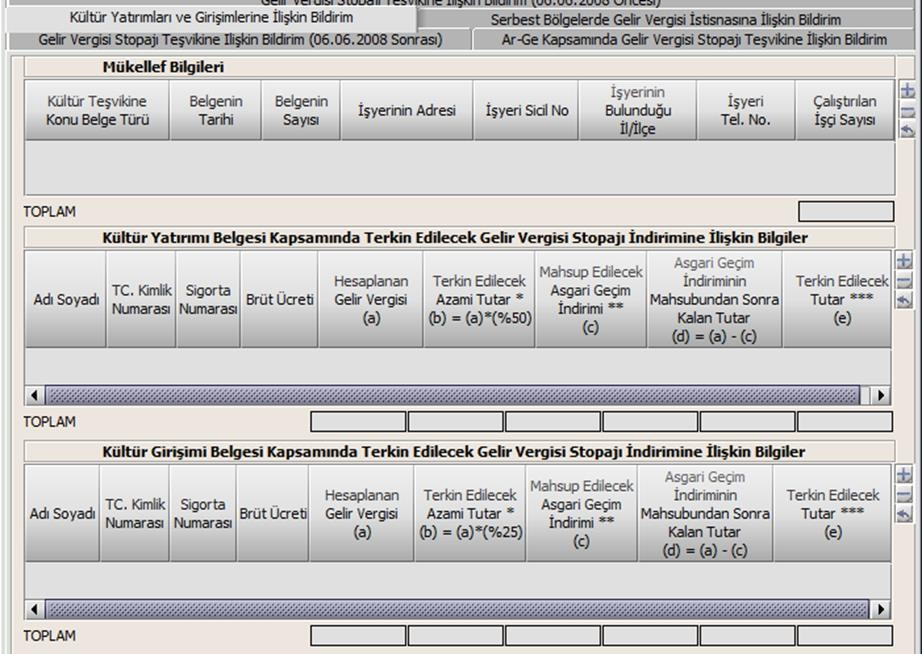 Gelir Vergisi Stopajı Teşvikine İlişkin Bildirim (06.06.2008 Öncesi)
Kültür Yatırımları ve Girişimlerine İlişkin Bildirim
Serbest Bölgelerde Gelir Vergisi İstisnasına İlişkin Bildirim
Gelir Vergisi Stopajı Teşvikine İlişkin Bildirim (06.06.2008 Sonrası)
Ar-Ge Kapsamında Gelir Vergisi Stopajı Teşvikine İlişkin Bildirim
Mükellef Bilgileri
Kültür Teşvikine
Konu Belge Türü
Belgenin
Tarihi
Belgenin
Sayısı
İşyerinin Adresi
İşyeri Sicil No
İşyerinin
Bulunduğu
İl/İlçe
İşyeri
Tel. No.
Çalıştırılan
İşçi Sayısı
TOPLAM
Kültür Yatırımı Belgesi Kapsamında Terkin Edilecek Gelir Vergisi Stopajı İndirimine İlişkin Bilgiler
Adı Soyadı
TC. Kimlik
Numarası
Sigorta
Numarası
Brüt Ücreti
Hesaplanan
Gelir Vergisi
(a)
Terkin Edilecek
Azami Tutar *
(b) = (a)*(%50)
Mahsup Edilecek
Asgari Geçim
İndirimi **
(c)
Asgari Geçim
İndiriminin
Mahsubundan Sonra
Kalan Tutar
(d) = (a) - (c)
Terkin Edilecek
Tutar ***
(e)
TOPLAM
Kültür Girişimi Belgesi Kapsamında Terkin Edilecek Gelir Vergisi Stopajı İndirimine İlişkin Bilgiler
Adı Soyadı
TC. Kimlik
Numarası
Sigorta
Numarası
Brüt Ücreti
Hesaplanan
Gelir Vergisi
(a)
Terkin Edilecek
Azami Tutar *
(b) = (a)*(%25)
Mahsup Edilecek
Asgari Geçim
İndirimi **
(c)
Asgari Geçim
İndiriminin
Mahsubundan Sonra
Kalan Tutar
(d) = (a) - (c)
Terkin Edilecek
Tutar ***
(e)
TOPLAM